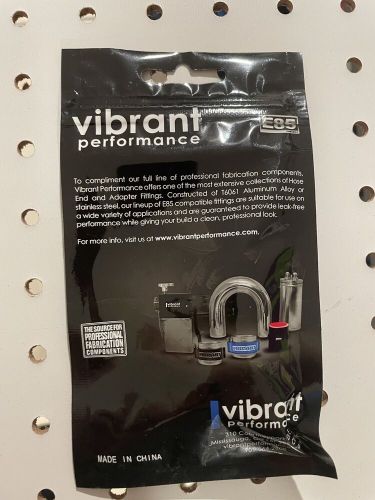 vibrant
performance
E85
To compliment our full line of professional fabrication components,
Vibrant Performance offers one of the most extensive collections of Hose
End and Adapter Fittings. Constructed of T6061 Aluminum Alloy or
stainless steel, our lineup of E85 compatible fittings are suitable for use on
a wide variety of applications and are guaranteed to provide leak-free
performance while giving your build a clean, professional look.
For more info, visit us at www.vibrantperformance.com.
VIBRANT
VIBRANT
THE SOURCE FOR
PROFESSIONAL
FABRICATION
COMPONENTS
vibrant
Performance
310
Mississauga,
vibrantperformance
MADE IN CHINA